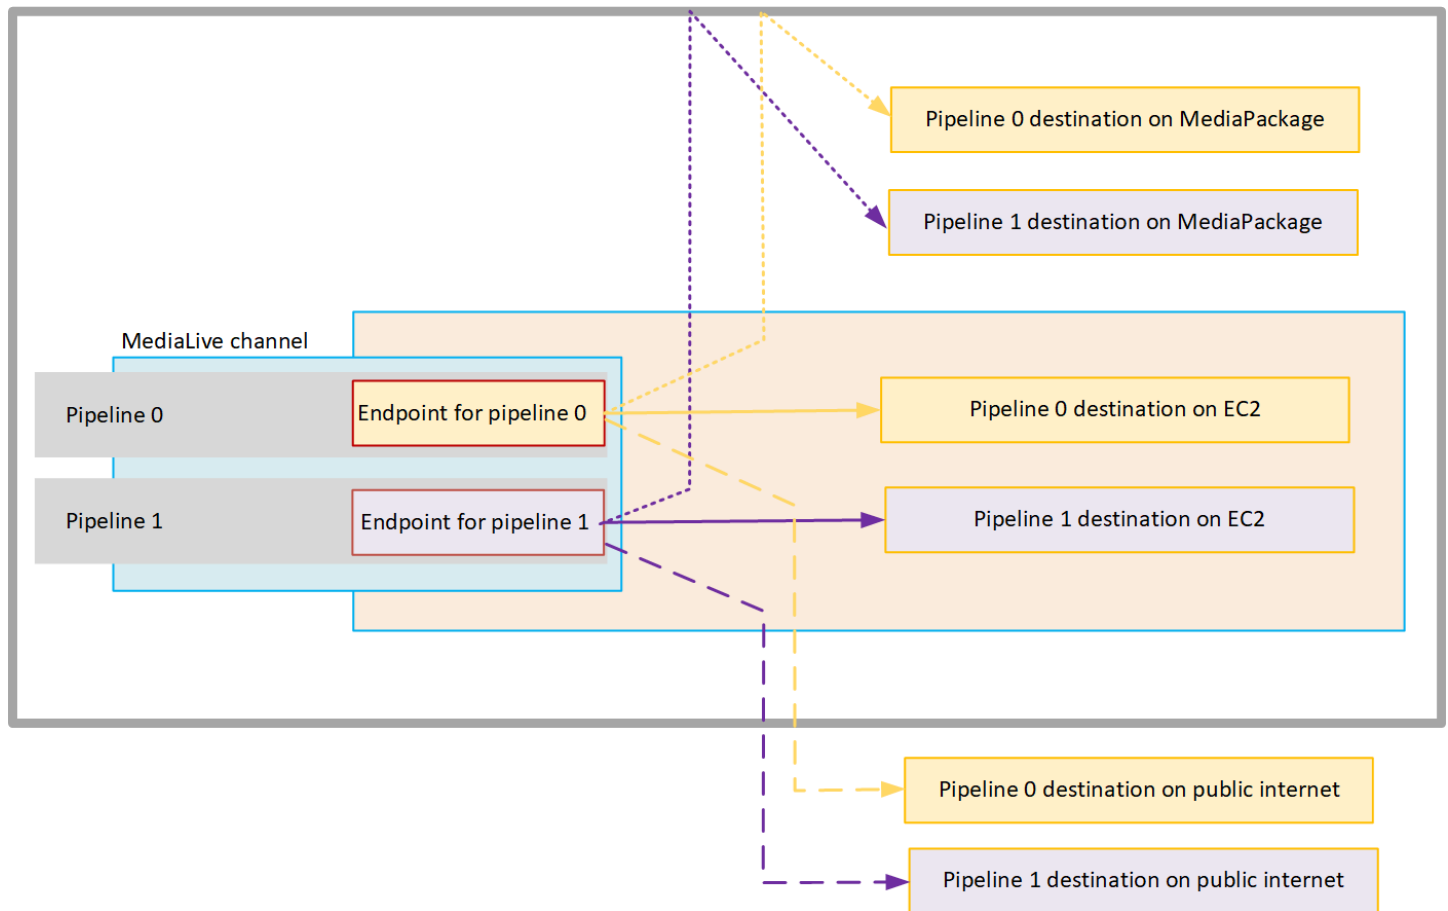 Pipeline 0 destination on MediaPackage
Pipeline 1 destination on MediaPackage
MediaLive channel
Pipeline 0
Endpoint for pipeline 0
Pipeline 0 destination on EC2
Pipeline 1
Endpoint for pipeline 1
Pipeline 1 destination on EC2
Pipeline 0 destination on public internet
Pipeline 1 destination on public internet